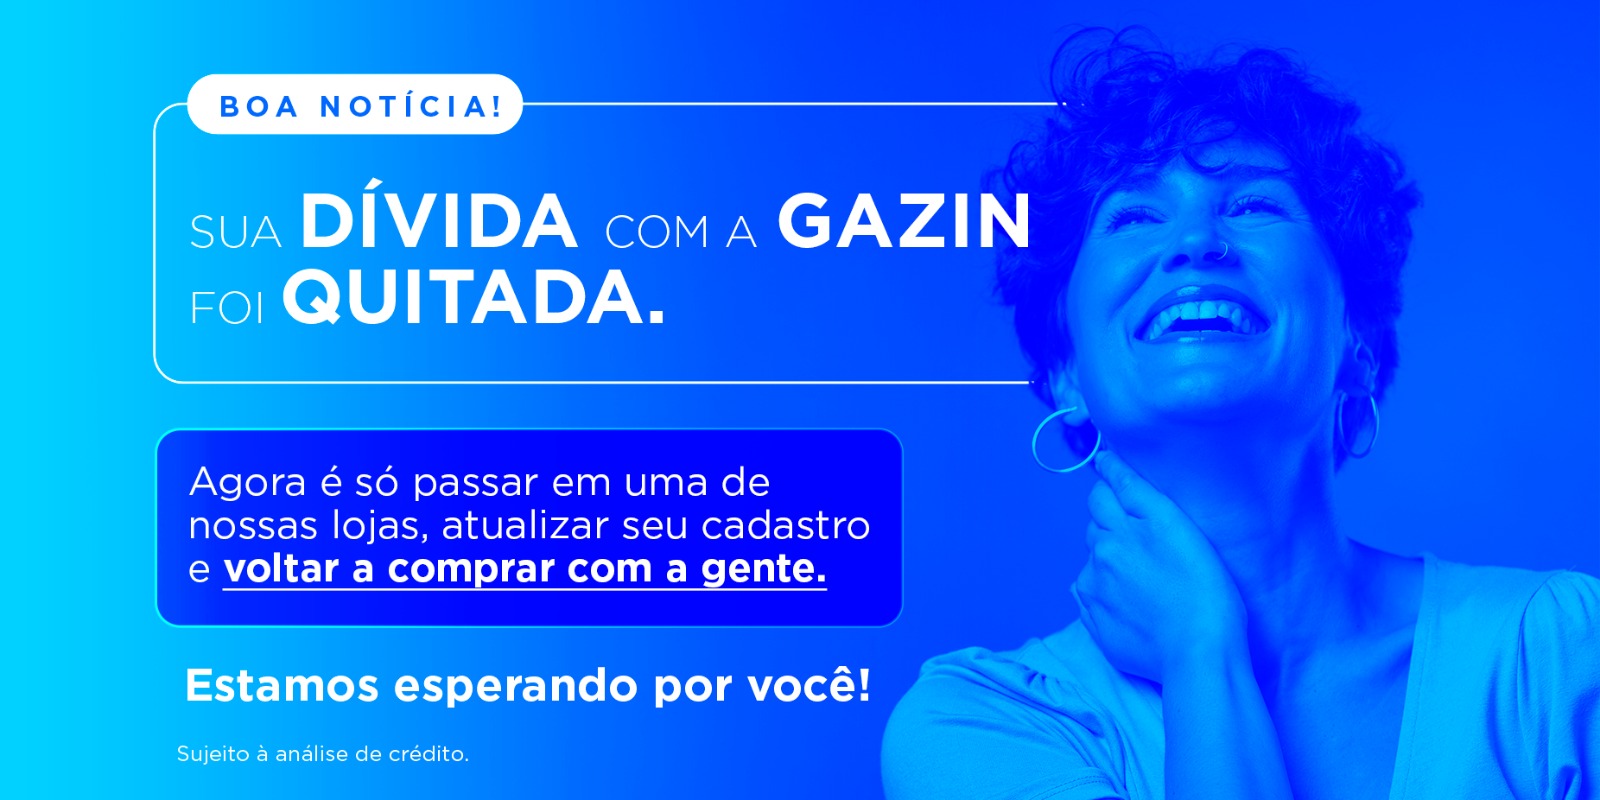 BOA NOTÍCIA!
SUA DÍVIDA COM A GAZIN
FOI QUITADA.
Agora é só passar em uma de
nossas lojas, atualizar seu cadastro
e voltar a comprar com a gente.
Estamos esperando por você!
Sujeito à análise de crédito.